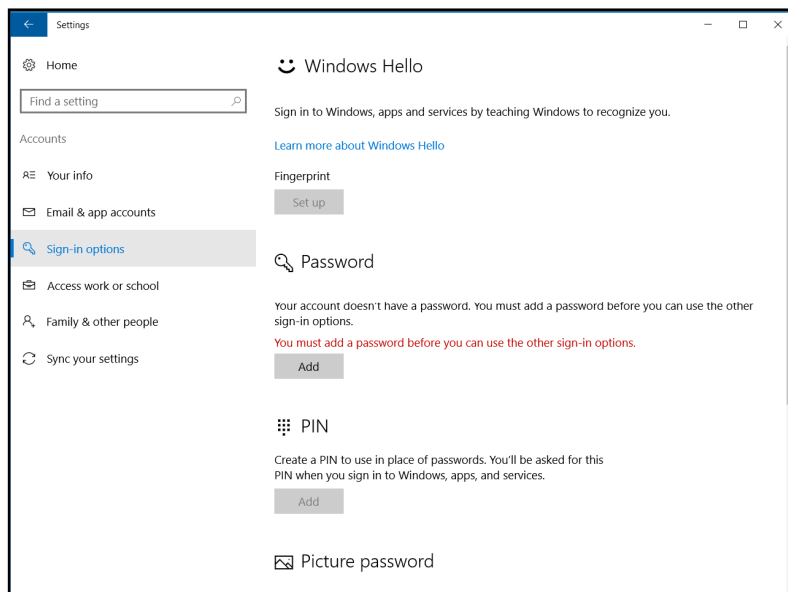 Settings
Home
Find a setting
Accounts
Your info
Email & app accounts
Sign-in options
Access work or school
Family & other people
Sync your settings
Windows Hello
Sign in to Windows, apps and services by teaching Windows to recognize you.
Learn more about Windows Hello
Fingerprint
Set up
Password
Your account doesn't have a password. You must add a password before you can use the other
sign-in options.
You must add a password before you can use the other sign-in options.
Add
PIN
Create a PIN to use in place of passwords. You'll be asked for this
PIN when you sign in to Windows, apps, and services.
Add
Picture password